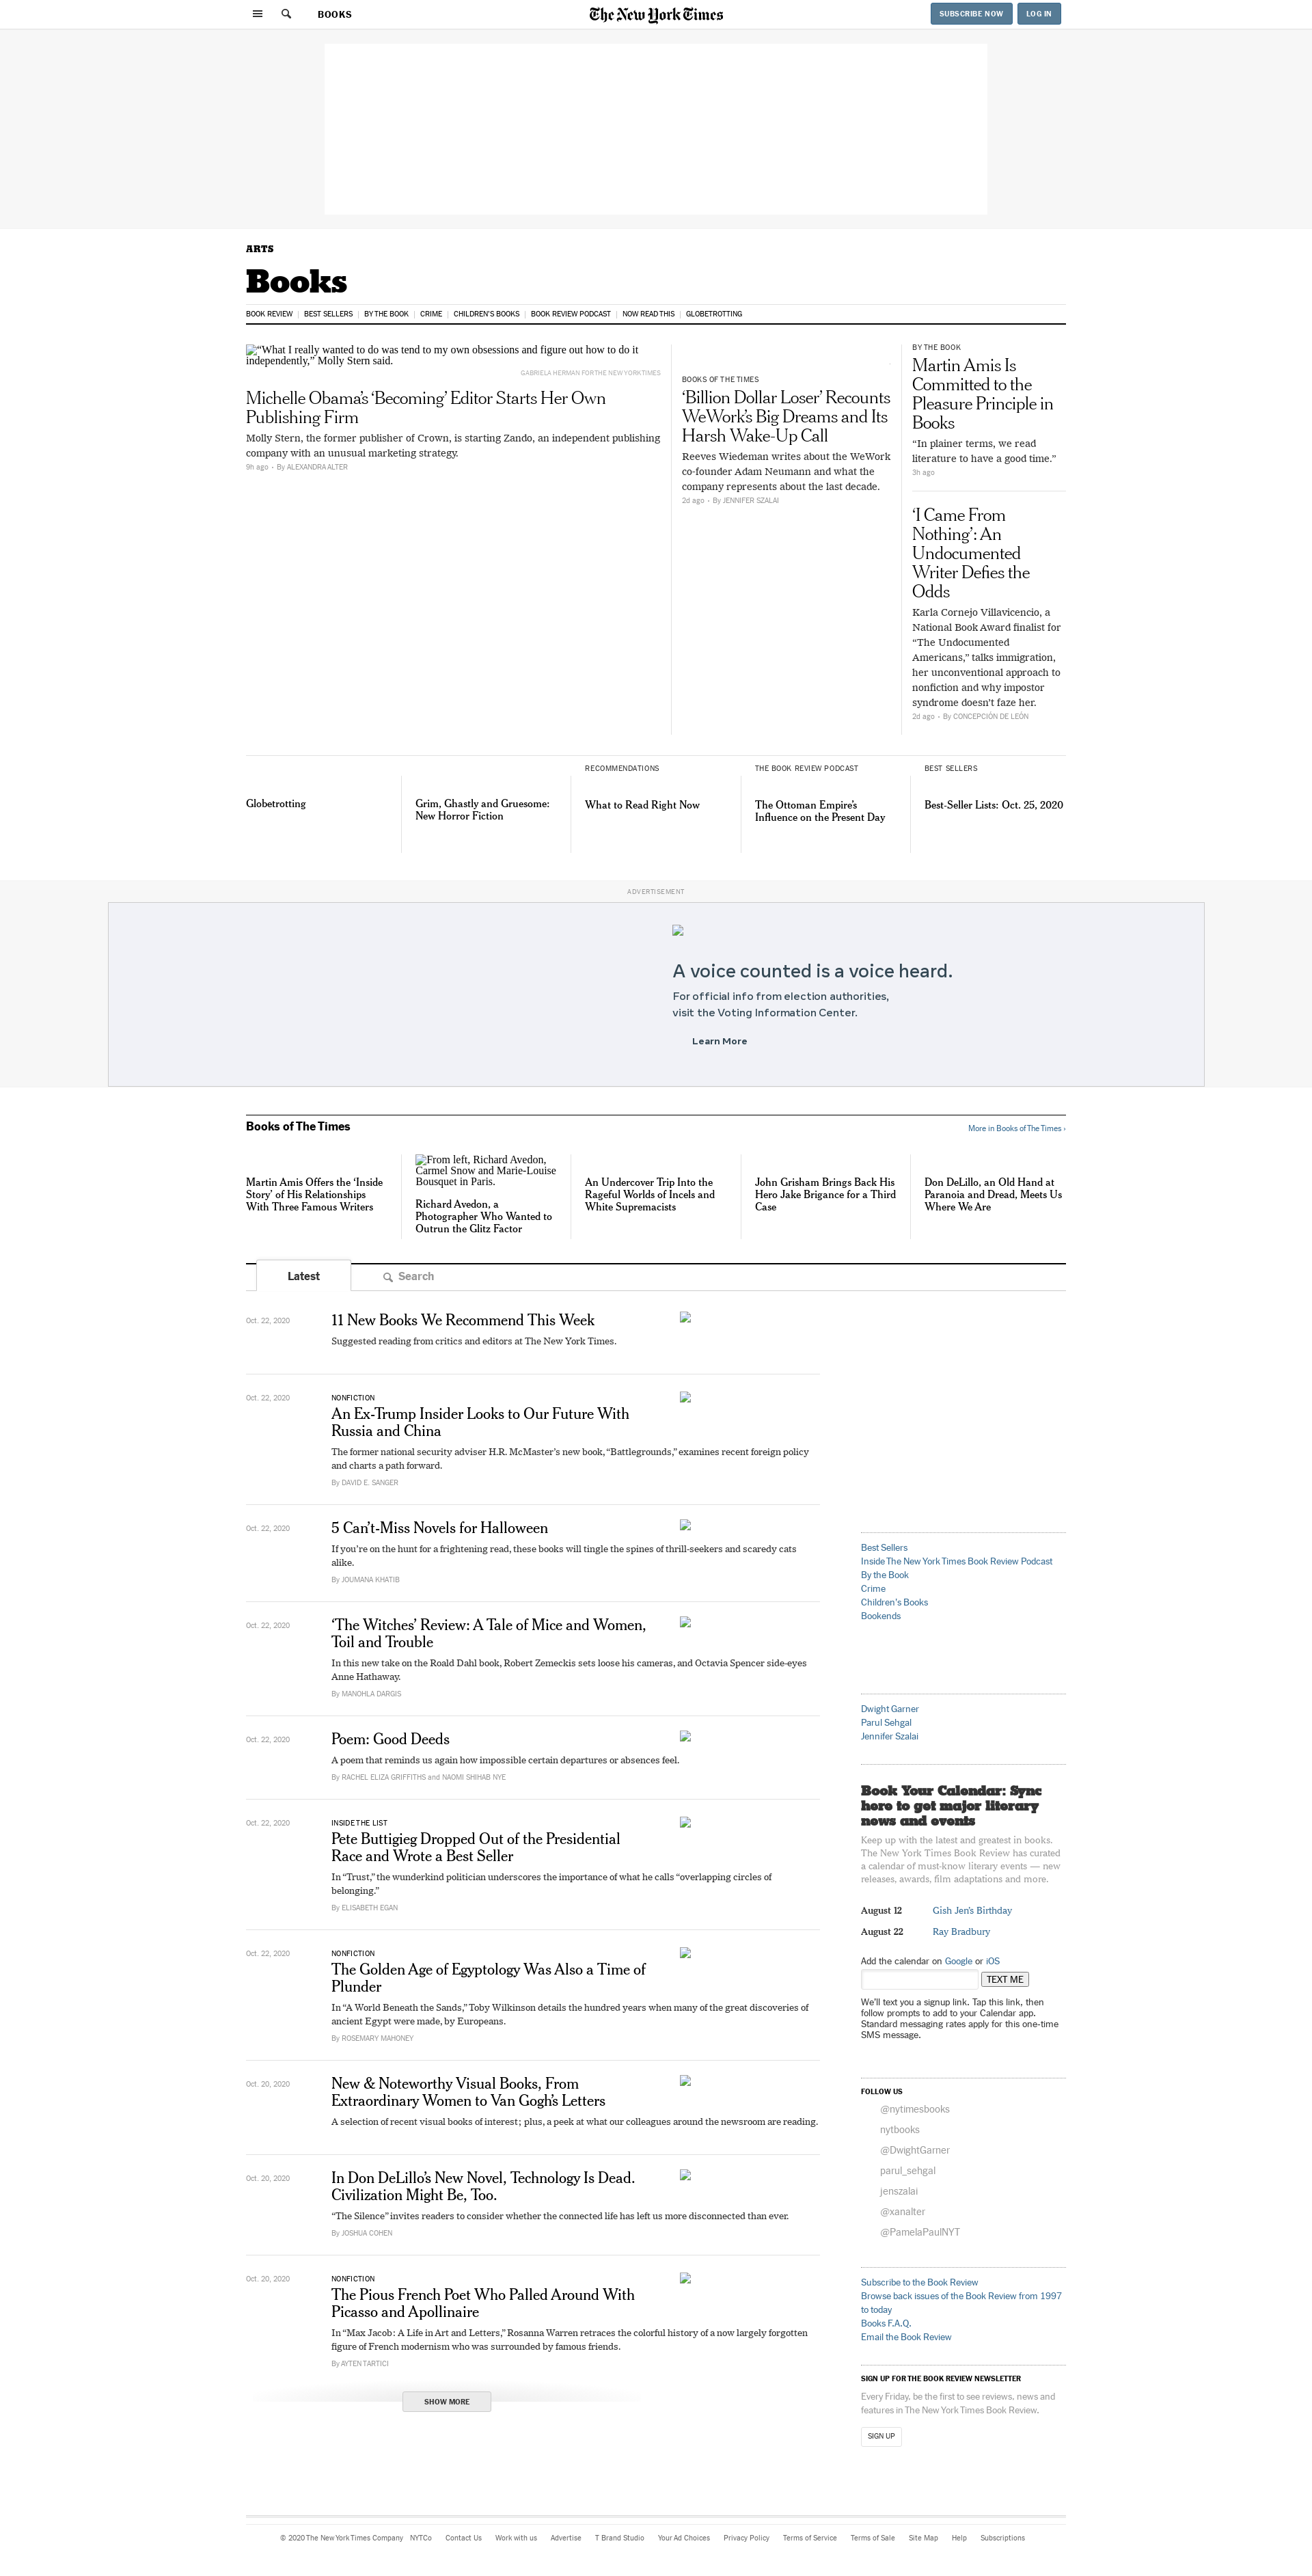 BOOKS
The New York Times
SUBSCRIBE NOW
LOG IN
ARTS
Books
BOOK REVIEW
BEST SELLERS
BY THE BOOK
CRIME
CHILDREN'S BOOKS
BOOK REVIEW PODCAST
NOW READ THIS
GLOBETROTTING
“What I really wanted to do was tend to my own obsessions and figure out how to do it
independently,” Molly Stern said.
GABRIELA HERMAN FOR THE NEW YORK TIMES
Michelle Obama’s ‘Becoming’ Editor Starts Her Own
Publishing Firm
Molly Stern, the former publisher of Crown, is starting Zando, an independent publishing
company with an unusual marketing strategy.
9h ago • By ALEXANDRA ALTER
BOOKS OF THE TIMES
‘Billion Dollar Loser’ Recounts
WeWork’s Big Dreams and Its
Harsh Wake-Up Call
Reeves Wiedeman writes about the WeWork
co-founder Adam Neumann and what the
company represents about the last decade.
2d ago • By JENNIFER SZALAI
BY THE BOOK
Martin Amis Is
Committed to the
Pleasure Principle in
Books
“In plainer terms, we read
literature to have a good time.”
3h ago
‘I Came From
Nothing’: An
Undocumented
Writer Defies the
Odds
Karla Cornejo Villavicencio, a
National Book Award finalist for
“The Undocumented
Americans,” talks immigration,
her unconventional approach to
nonfiction and why impostor
syndrome doesn't faze her.
2d ago • By CONCEPCIÓN DE LEÓN
Globetrotting
Grim, Ghastly and Gruesome:
New Horror Fiction
RECOMMENDATIONS
What to Read Right Now
THE BOOK REVIEW PODCAST
The Ottoman Empire’s
Influence on the Present Day
BEST SELLERS
Best-Seller Lists: Oct. 25, 2020
ADVERTISEMENT
A voice counted is a voice heard.
For official info from election authorities,
visit the Voting Information Center.
Learn More
Books of The Times
More in Books of The Times ›
Martin Amis Offers the ‘Inside
Story’ of His Relationships
With Three Famous Writers
From left, Richard Avedon,
Carmel Snow and Marie-Louise
Bousquet in Paris.
Richard Avedon, a
Photographer Who Wanted to
Outrun the Glitz Factor
An Undercover Trip Into the
Rageful Worlds of Incels and
White Supremacists
John Grisham Brings Back His
Hero Jake Brigance for a Third
Case
Don DeLillo, an Old Hand at
Paranoia and Dread, Meets Us
Where We Are
Latest
Search
Oct. 22, 2020
11 New Books We Recommend This Week
Suggested reading from critics and editors at The New York Times.
Oct. 22, 2020
NONFICTION
An Ex-Trump Insider Looks to Our Future With
Russia and China
The former national security adviser H.R. McMaster’s new book, “Battlegrounds,” examines recent foreign policy
and charts a path forward.
By DAVID E. SANGER
Oct. 22, 2020
5 Can’t-Miss Novels for Halloween
If you’re on the hunt for a frightening read, these books will tingle the spines of thrill-seekers and scaredy cats
alike.
By JOUMANA KHATIB
Oct. 22, 2020
‘The Witches’ Review: A Tale of Mice and Women,
Toil and Trouble
In this new take on the Roald Dahl book, Robert Zemeckis sets loose his cameras, and Octavia Spencer side-eyes
Anne Hathaway.
By MANOHLA DARGIS
Oct. 22, 2020
Poem: Good Deeds
A poem that reminds us again how impossible certain departures or absences feel.
By RACHEL ELIZA GRIFFITHS and NAOMI SHIHAB NYE
Oct. 22, 2020
INSIDE THE LIST
Pete Buttigieg Dropped Out of the Presidential
Race and Wrote a Best Seller
In “Trust,” the wunderkind politician underscores the importance of what he calls “overlapping circles of
belonging.”
By ELISABETH EGAN
Oct. 22, 2020
NONFICTION
The Golden Age of Egyptology Was Also a Time of
Plunder
In “A World Beneath the Sands,” Toby Wilkinson details the hundred years when many of the great discoveries of
ancient Egypt were made, by Europeans.
By ROSEMARY MAHONEY
Oct. 20, 2020
New & Noteworthy Visual Books, From
Extraordinary Women to Van Gogh’s Letters
A selection of recent visual books of interest; plus, a peek at what our colleagues around the newsroom are reading.
Oct. 20, 2020
In Don DeLillo’s New Novel, Technology Is Dead.
Civilization Might Be, Too.
“The Silence” invites readers to consider whether the connected life has left us more disconnected than ever.
By JOSHUA COHEN
Oct. 20, 2020
NONFICTION
The Pious French Poet Who Palled Around With
Picasso and Apollinaire
In “Max Jacob: A Life in Art and Letters,” Rosanna Warren retraces the colorful history of a now largely forgotten
figure of French modernism who was surrounded by famous friends.
By AYTEN TARTICI
SHOW MORE
Best Sellers
Inside The New York Times Book Review Podcast
By the Book
Crime
Children's Books
Bookends
Dwight Garner
Parul Sehgal
Jennifer Szalai
Book Your Calendar: Sync
here to get major literary
news and events
Keep up with the latest and greatest in books.
The New York Times Book Review has curated
a calendar of must-know literary events — new
releases, awards, film adaptations and more.
August 12 Gish Jen's Birthday
August 22 Ray Bradbury
Add the calendar on Google or iOS
TEXT ME
We’ll text you a signup link. Tap this link, then
follow prompts to add to your Calendar app.
Standard messaging rates apply for this one-time
SMS message.
FOLLOW US
@nytimesbooks
nytbooks
@DwightGarner
parul_sehgal
jenszalai
@xanalter
@PamelaPaulNYT
Subscribe to the Book Review
Browse back issues of the Book Review from 1997
to today
Books F.A.Q.
Email the Book Review
SIGN UP FOR THE BOOK REVIEW NEWSLETTER
Every Friday, be the first to see reviews, news and
features in The New York Times Book Review.
SIGN UP
© 2020 The New York Times Company NYTCo Contact Us Work with us Advertise T Brand Studio Your Ad Choices Privacy Policy Terms of Service Terms of Sale Site Map Help Subscriptions